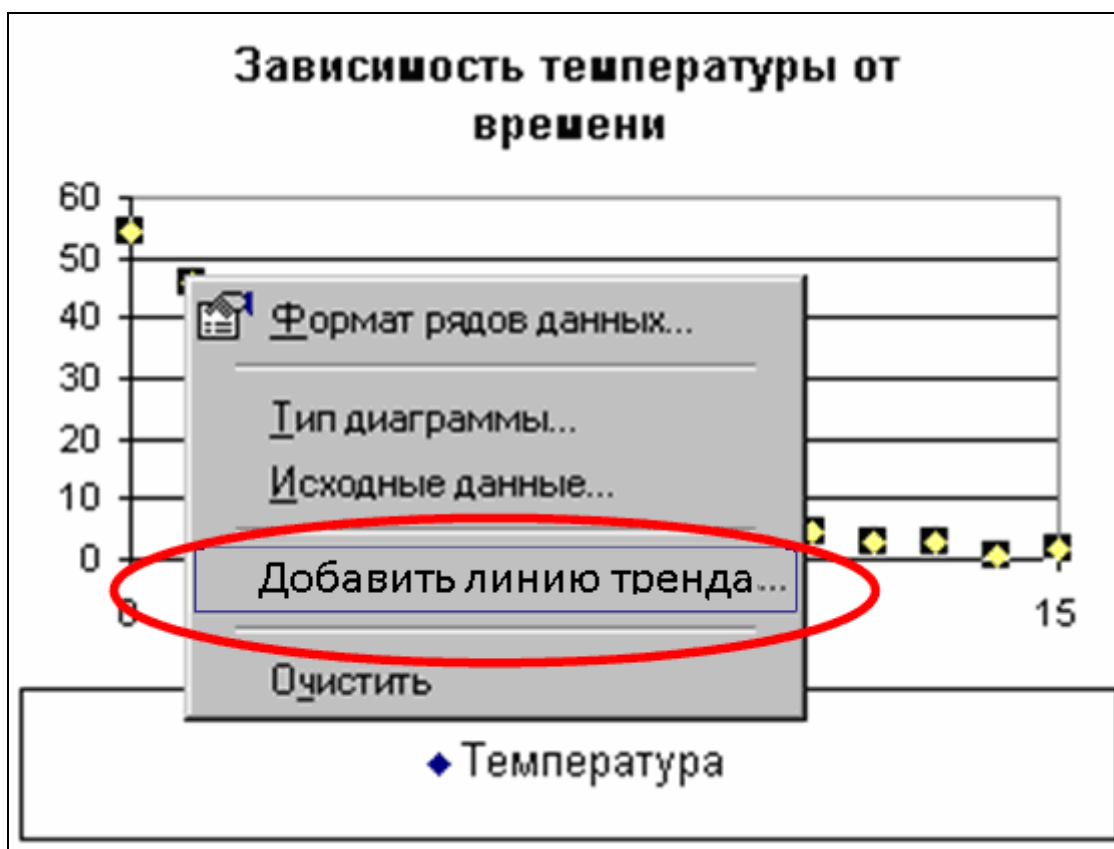 Зависимость температуры от
времени
60
50
40
30
20
10
0
0
15
Формат рядов данных...
Тип диаграммы...
Исходные данные...
Добавить линию тренда...
Очистить
Температура